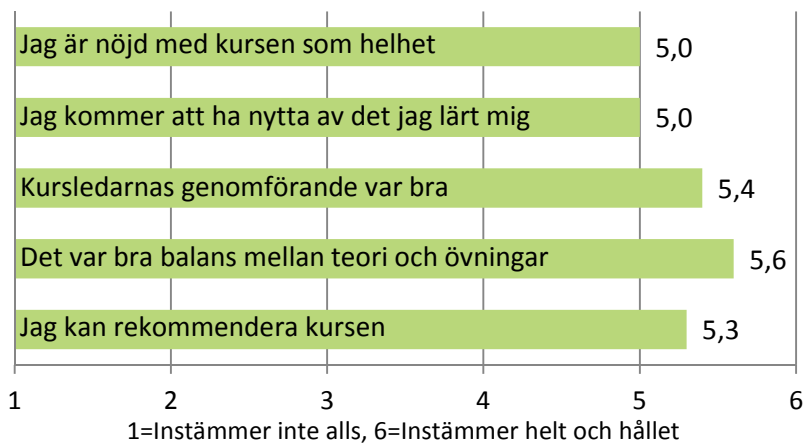 Jag är nöjd med kursen som helhet 5,0
Jag kommer att ha nytta av det jag lärt mig 5,0
Kursledarnas genomförande var bra 5,4
Det var bra balans mellan teori och övningar 5,6
Jag kan rekommendera kursen 5,3
1 2 3 4 5 6
1=Instämmer inte alls, 6=Instämmer helt och hållet